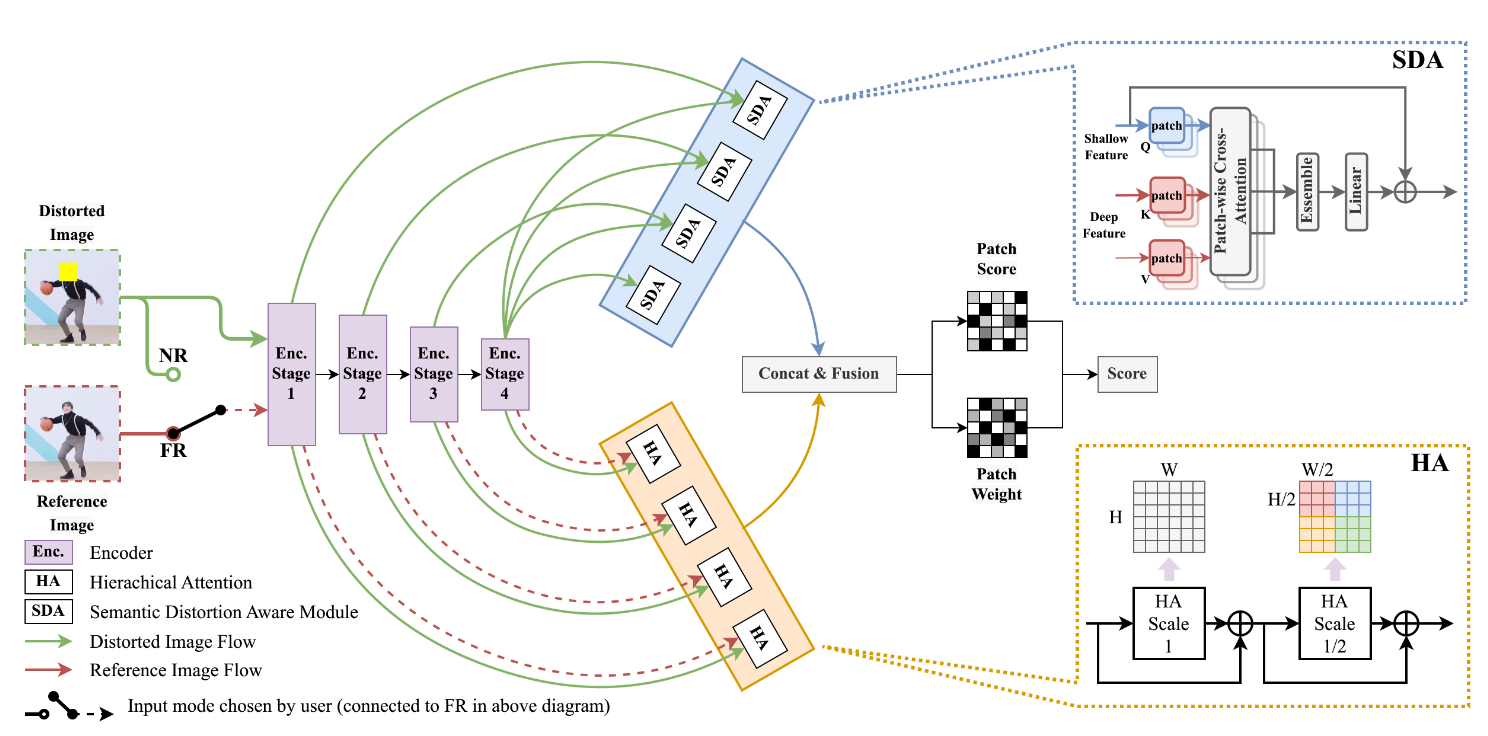 Distorted
Image
NR
FR
Reference
Image
Enc.
Stage
1
Enc.
Stage
2
Enc.
Stage
3
Enc.
Stage
4
SDA
SDA
SDA
SDA
HA
HA
HA
HA
Concat & Fusion
Patch
Score
Patch
Weight
Score
SDA
Shallow
Feature
Q
patch
Deep
Feature
K
patch
V
patch
Patch-wise Cross-
Attention
Essemble
Linear
HA
W
H
W/2
H/2
HA
Scale
1
HA
Scale
1/2
Enc. Encoder
HA Hierachical Attention
SDA Semantic Distortion Aware Module
Distorted Image Flow
Reference Image Flow
Input mode chosen by user (connected to FR in above diagram)